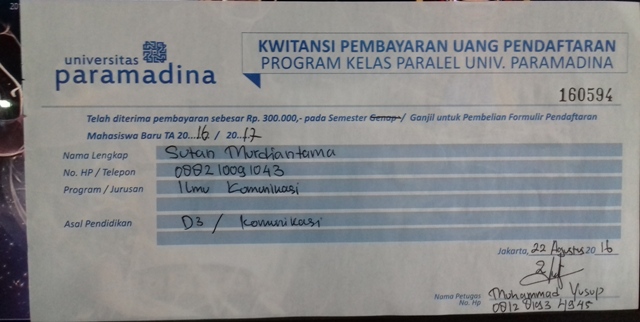 universitas
paramadina
KWITANSI PEMBAYARAN UANG PENDAFTARAN
PROGRAM KELAS PARALEL UNIV. PARAMADINA
160594
Telah diterima pembayaran sebesar Rp. 300.000,- pada Semester Genap / Ganjil untuk Pembelian Formulir Pendaftaran
Mahasiswa Baru TA 20...16 / 20...17
Nama Lengkap Sutan Murdiantama
No. HP / Telepon 088210091043
Program / Jurusan Ilmu Komunikasi
Asal Pendidikan D3 / Komunikasi
Jakarta, 22 Agustus 20 16
Nama Petugas Muhammad Yusup
No. Hp 0812 8193 4945